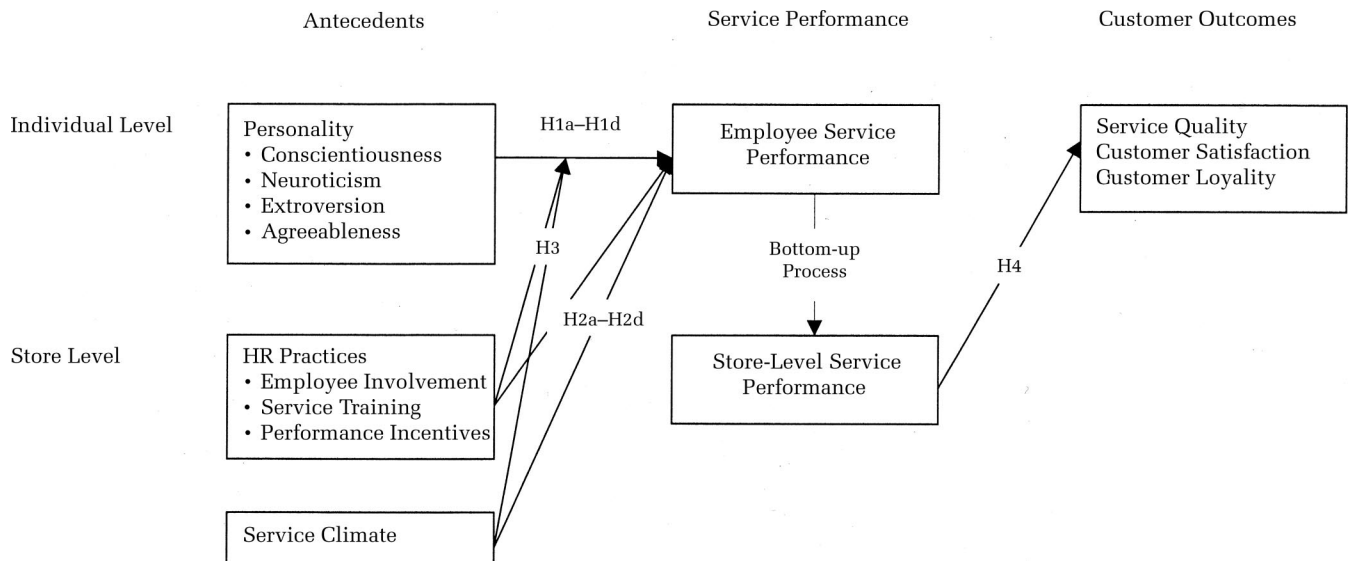 Antecedents
Service Performance
Customer Outcomes
Individual Level
Personality
• Conscientiousness
• Neuroticism
• Extroversion
• Agreeableness
H1a–H1d
Employee Service
Performance
Service Quality
Customer Satisfaction
Customer Loyality
H3
Bottom-up
Process
H4
H2a–H2d
Store Level
HR Practices
• Employee Involvement
• Service Training
• Performance Incentives
Store-Level Service
Performance
Service Climate